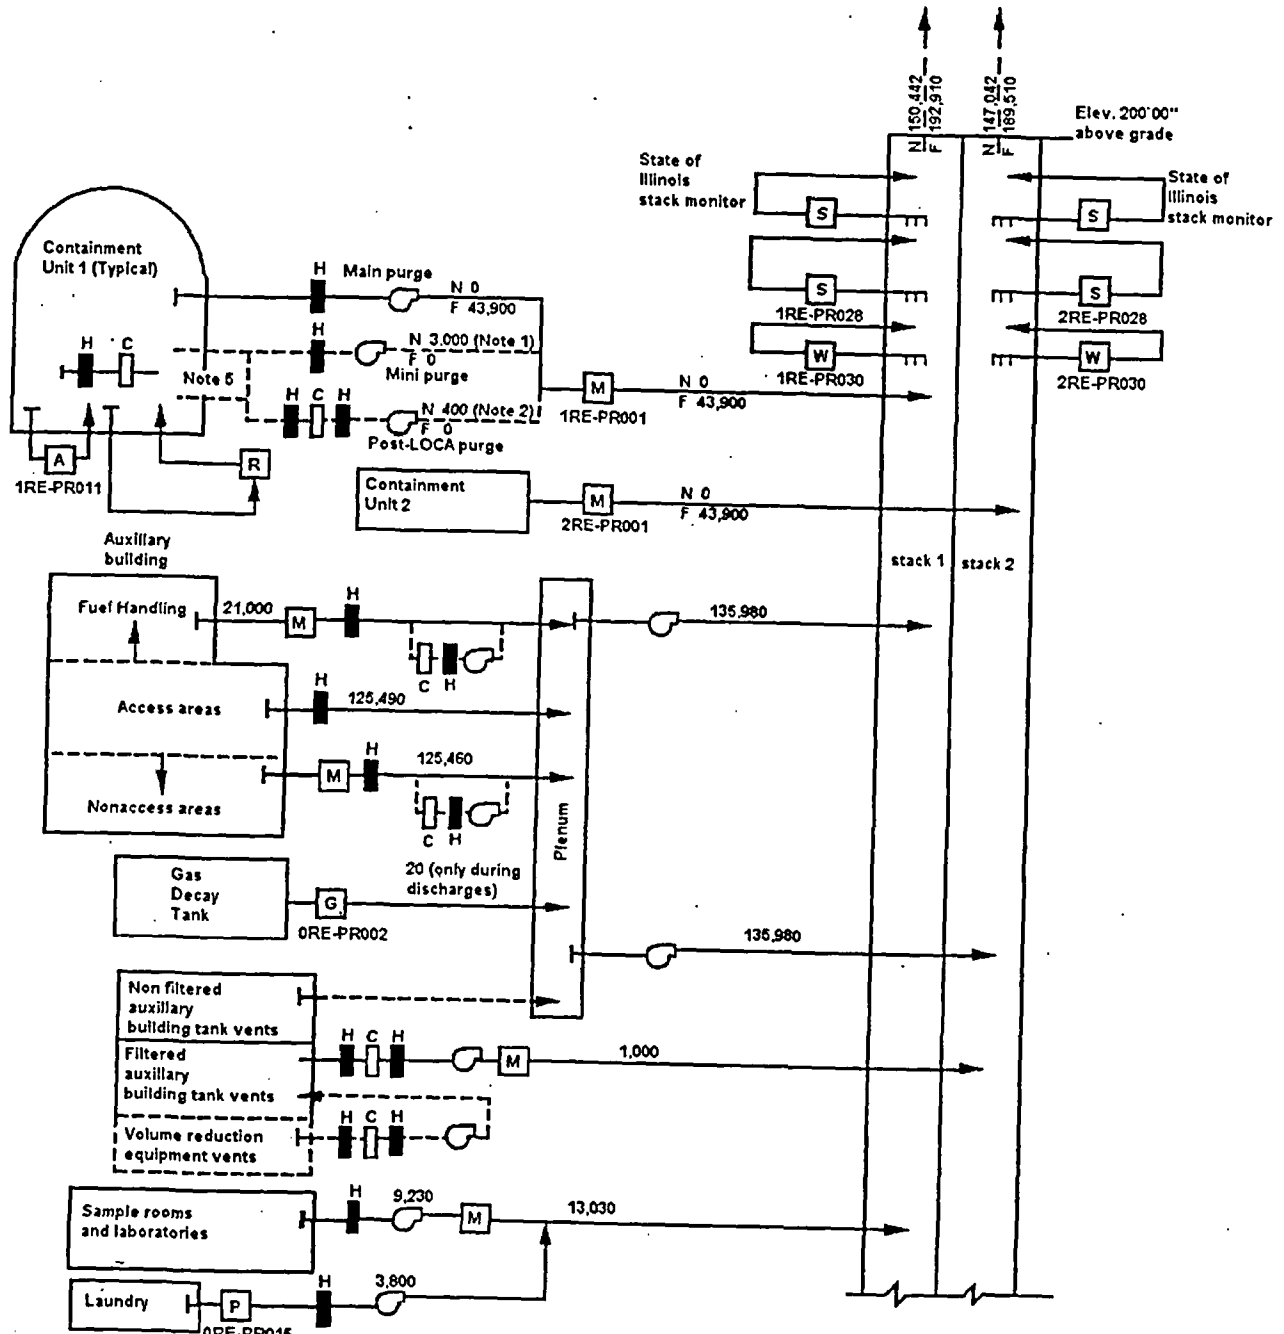 N 150,442
F 192,910
N 147,042
F 189,510
Elev. 200'00"
above grade
State of
Illinois
stack monitor
S
S
State of
Illinois
stack monitor
S
1RE-PR028
S
2RE-PR028
W
1RE-PR030
W
2RE-PR030
Containment
Unit 1 (Typical)
H
Main purge
N 0
F 43,900
H
N 3,000 (Note 1)
F 0
Mini purge
H
C
Note 5
H
C
H
N 400 (Note 2)
F 0
Post-LOCA purge
M
1RE-PR001
N 0
F 43,900
A
1RE-PR011
R
Containment
Unit 2
M
2RE-PR001
N 0
F 43,900
stack 1
stack 2
Auxillary
building
Fuel Handling
21,000
M
H
C
H
135,980
Access areas
H
125,490
Nonaccess areas
M
H
125,460
C
H
Plenum
Gas
Decay
Tank
G
0RE-PR002
20 (only during
discharges)
135,980
Non filtered
auxillary
building tank vents
Filtered
auxillary
building tank vents
H
C
H
M
1,000
Volume reduction
equipment vents
H
C
H
Sample rooms
and laboratories
H
9,230
M
13,030
Laundry
P
0RE-PR015
H
3,800